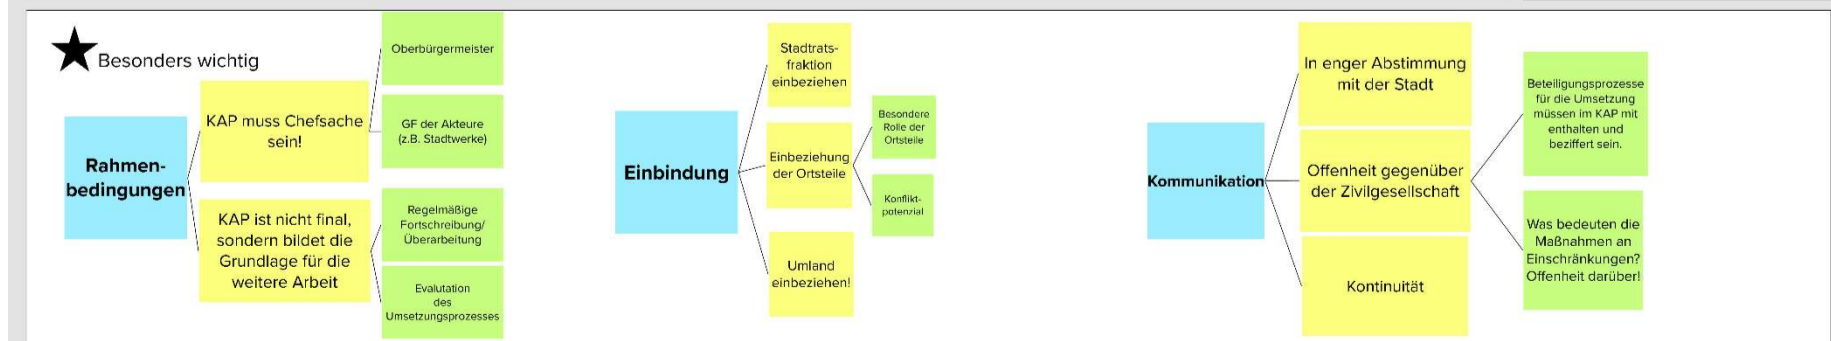 Besonders wichtig
Rahmen-
bedingungen
KAP muss Chefsache
sein!
Oberbürgermeister
GF der Akteure
(z.B. Stadtwerke)
KAP ist nicht final,
sondern bildet die
Grundlage für die
weitere Arbeit
Regelmäßige
Fortschreibung/
Überarbeitung
Evalutation
des
Umsetzungsprozesses
Einbindung
Stadtrats-
fraktion
einbeziehen
Einbeziehung
der Ortsteile
Besondere
Rolle der
Ortsteile
Konflikt-
potenzial
Umland
einbeziehen!
Kommunikation
In enger Abstimmung
mit der Stadt
Offenheit gegenüber
der Zivilgesellschaft
Beteiligungsprozesse
für die Umsetzung
müssen im KAP mit
enthalten und
beziffert sein.
Was bedeuten die
Maßnahmen an
Einschränkungen?
Offenheit darüber!
Kontinuität